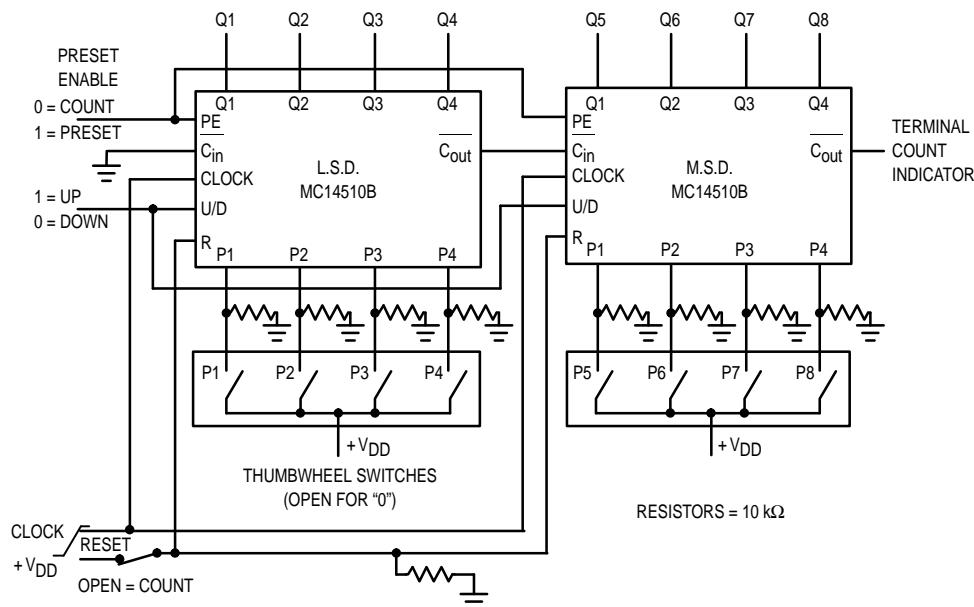 Q1 Q2 Q3 Q4 Q5 Q6 Q7 Q8
PRESET
ENABLE
0 = COUNT
1 = PRESET
1 = UP
0 = DOWN
Q1 Q2 Q3 Q4
PE
Cin
CLOCK
U/D
R
L.S.D.
MC14510B
Cout
P1 P2 P3 P4
Q1 Q2 Q3 Q4
PE
Cin
CLOCK
U/D
R
M.S.D.
MC14510B
Cout
P1 P2 P3 P4
TERMINAL
COUNT
INDICATOR
P1 P2 P3 P4
+ VDD
THUMBWHEEL SWITCHES
(OPEN FOR “0”)
P5 P6 P7 P8
+ VDD
RESISTORS = 10 kΩ
CLOCK
RESET
+ VDD
OPEN = COUNT